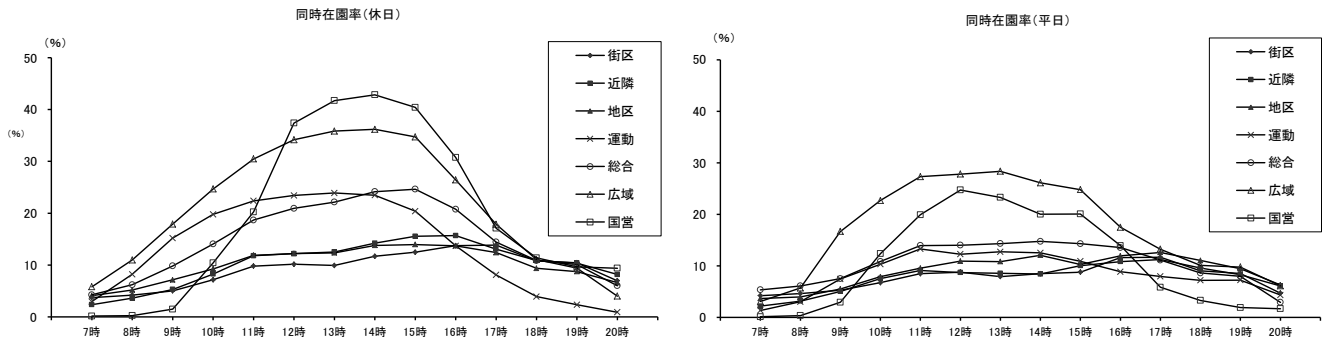 同時在園率(休日)
(%)
50
40
(%)
30
20
10
0
7時 8時 9時 10時 11時 12時 13時 14時 15時 16時 17時 18時 19時 20時
街区
近隣
地区
運動
総合
広域
国営
同時在園率(平日)
(%)
50
40
30
20
10
0
7時 8時 9時 10時 11時 12時 13時 14時 15時 16時 17時 18時 19時 20時
街区
近隣
地区
運動
総合
広域
国営